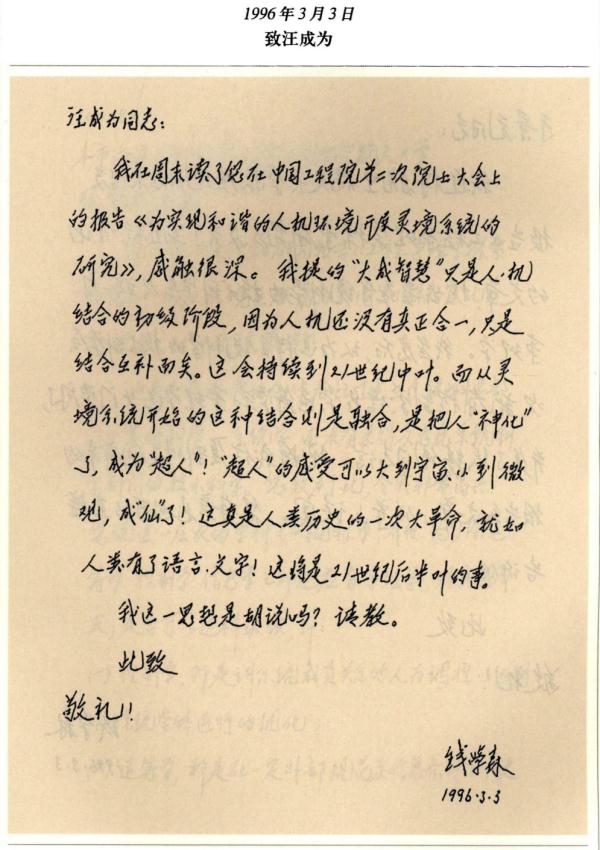 1996年3月3日
致汪成为
汪成为同志：
我在周末读了您在中国工程院第二次院士大会上
的报告《为实现和谐的人机环境开展灵境系统的
研究》，感触很深。我提的“大成智慧”只是人、机
结合的初级阶段，因为人机还没有真正合一，只是
结合互补而矣。这会持续到21世纪中叶。而从灵
境系统开始的这种结合则是融合，是把人“神化”
了，成为“超人”！“超人”的感受可以大到宇宙、小到微
观，成“仙”了！这真是人类历史的一次大革命，就如
人类有了语言、文字！这将是21世纪后半叶的事。
我这一思想是胡说吗？请教。
此致
敬礼！
钱学森
1996.3.3